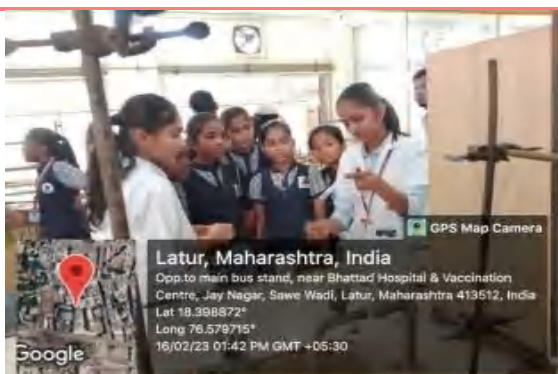 GPS Map Camera
Latur, Maharashtra, India
Opp.to main bus stand, near Bhattad Hospital & Vaccination
Centre, Jay Nagar, Sawe Wadi, Latur, Maharashtra 413512, India
Lat 18.398872°
Long 76.579715°
16/02/23 01:42 PM GMT +05:30
Google